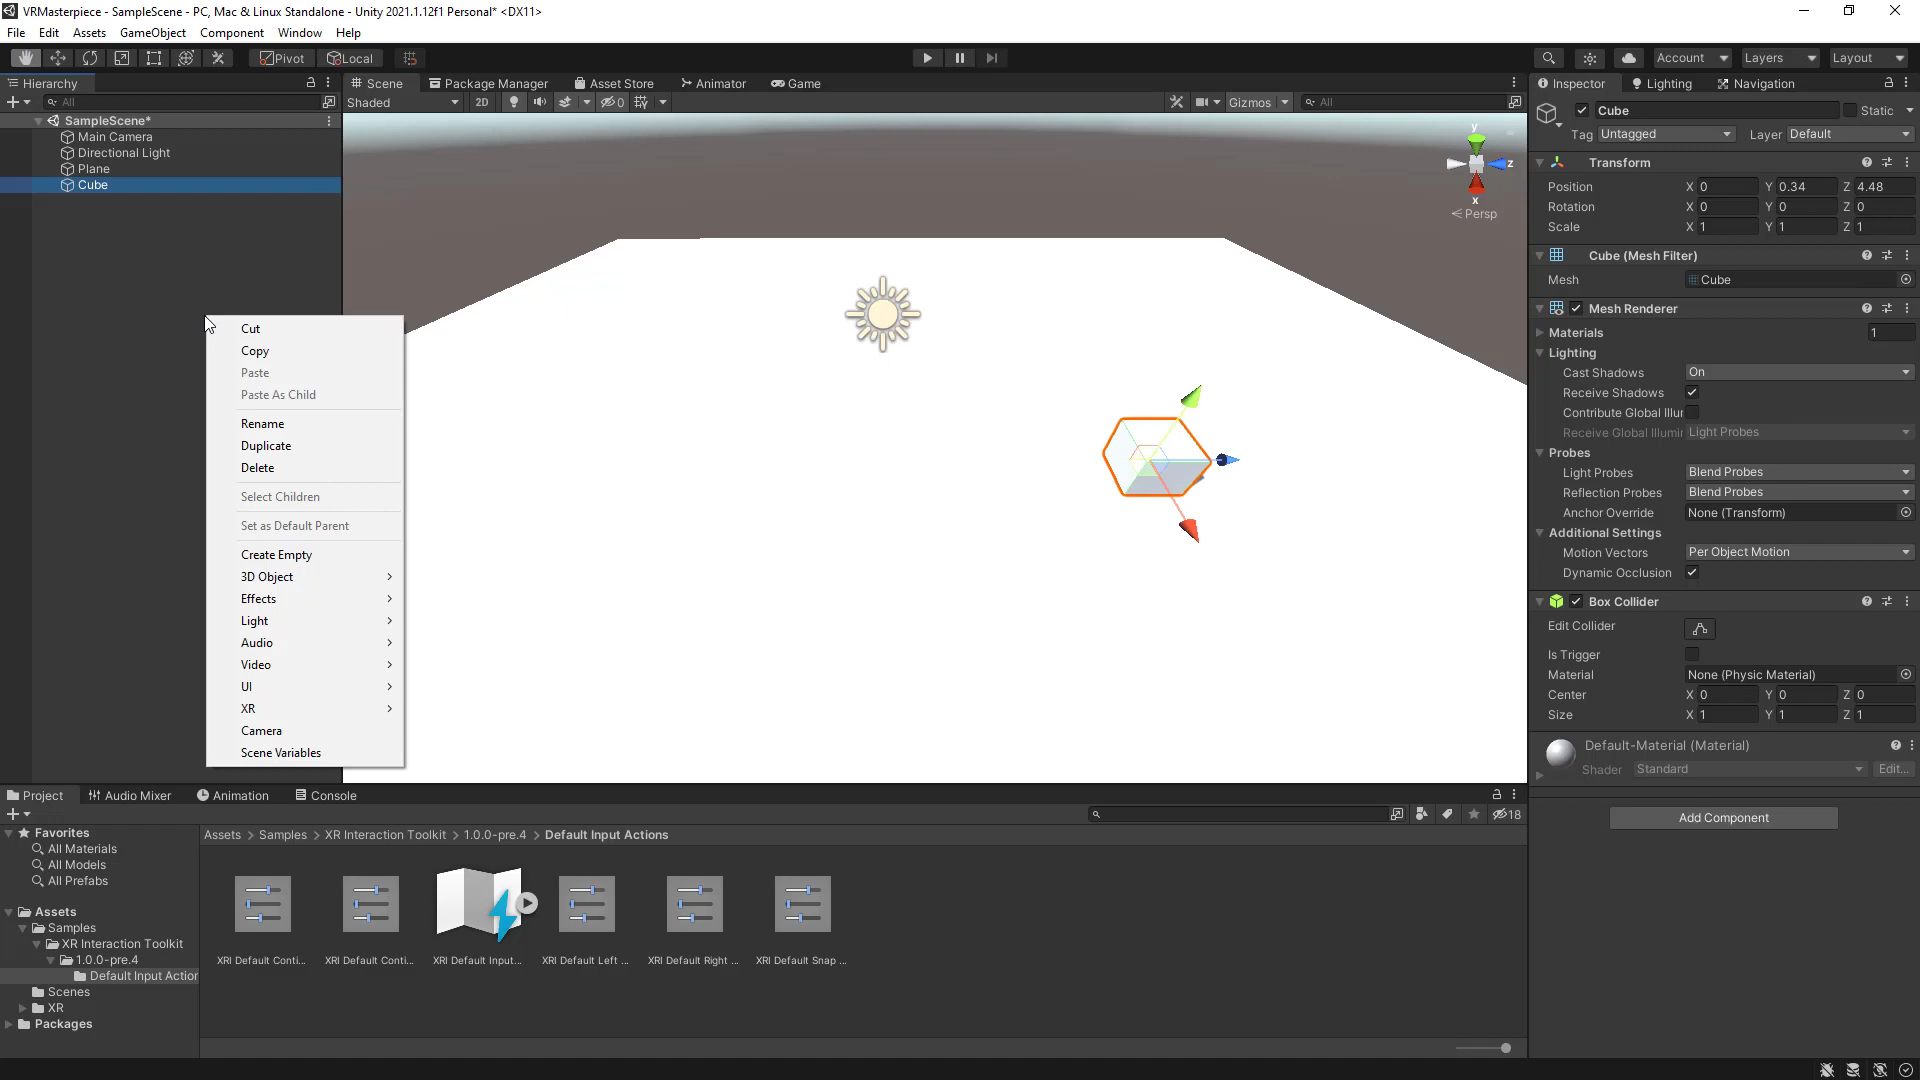 VRMasterpiece - SampleScene - PC, Mac & Linux Standalone - Unity 2021.1.12f1 Personal* <DX11>
File Edit Assets GameObject Component Window Help
Pivot Local Account Layers Layout
Hierarchy
All
SampleScene*
Main Camera
Directional Light
Plane
Cube
Cut
Copy
Paste
Paste As Child
Rename
Duplicate
Delete
Select Children
Set as Default Parent
Create Empty
3D Object
Effects
Light
Audio
Video
UI
XR
Camera
Scene Variables
Scene Package Manager Asset Store Animator Game
Shaded 2D 0 Gizmos All
y
z
x
Persp
Inspector Lighting Navigation
Cube Static
Tag Untagged Layer Default
Transform
Position X 0 Y 0.34 Z 4.48
Rotation X 0 Y 0 Z 0
Scale X 1 Y 1 Z 1
Cube (Mesh Filter)
Mesh Cube
Mesh Renderer
Materials 1
Lighting
Cast Shadows On
Receive Shadows
Contribute Global Illur
Receive Global Illumir Light Probes
Probes
Light Probes Blend Probes
Reflection Probes Blend Probes
Anchor Override None (Transform)
Additional Settings
Motion Vectors Per Object Motion
Dynamic Occlusion
Box Collider
Edit Collider
Is Trigger
Material None (Physic Material)
Center X 0 Y 0 Z 0
Size X 1 Y 1 Z 1
Default-Material (Material)
Shader Standard Edit...
Add Component
Project Audio Mixer Animation Console
18
Favorites
All Materials
All Models
All Prefabs
Assets
Samples
XR Interaction Toolkit
1.0.0-pre.4
Default Input Action
Scenes
XR
Packages
Assets > Samples > XR Interaction Toolkit > 1.0.0-pre.4 > Default Input Actions
XRI Default Conti... XRI Default Conti... XRI Default Input... XRI Default Left ... XRI Default Right ... XRI Default Snap ...